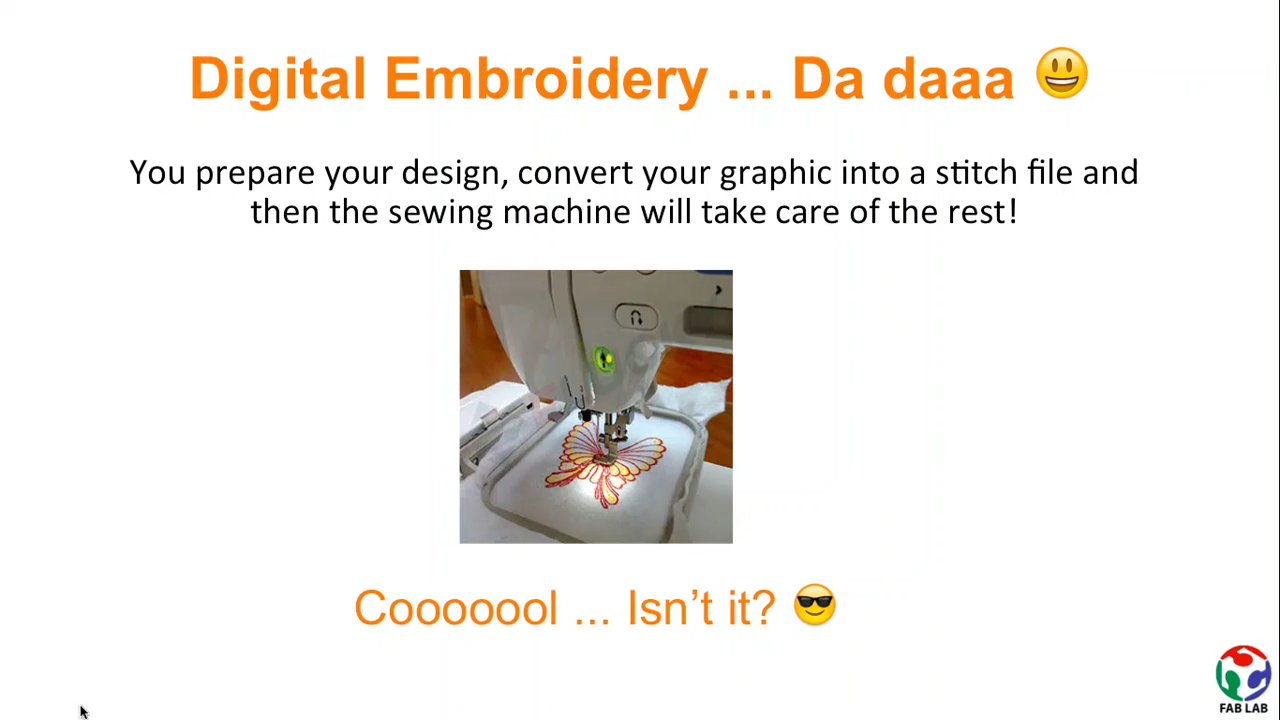 Digital Embroidery ... Da daaa 😃
You prepare your design, convert your graphic into a stitch file and
then the sewing machine will take care of the rest!
Cooooool ... Isn’t it? 😎
FAB LAB